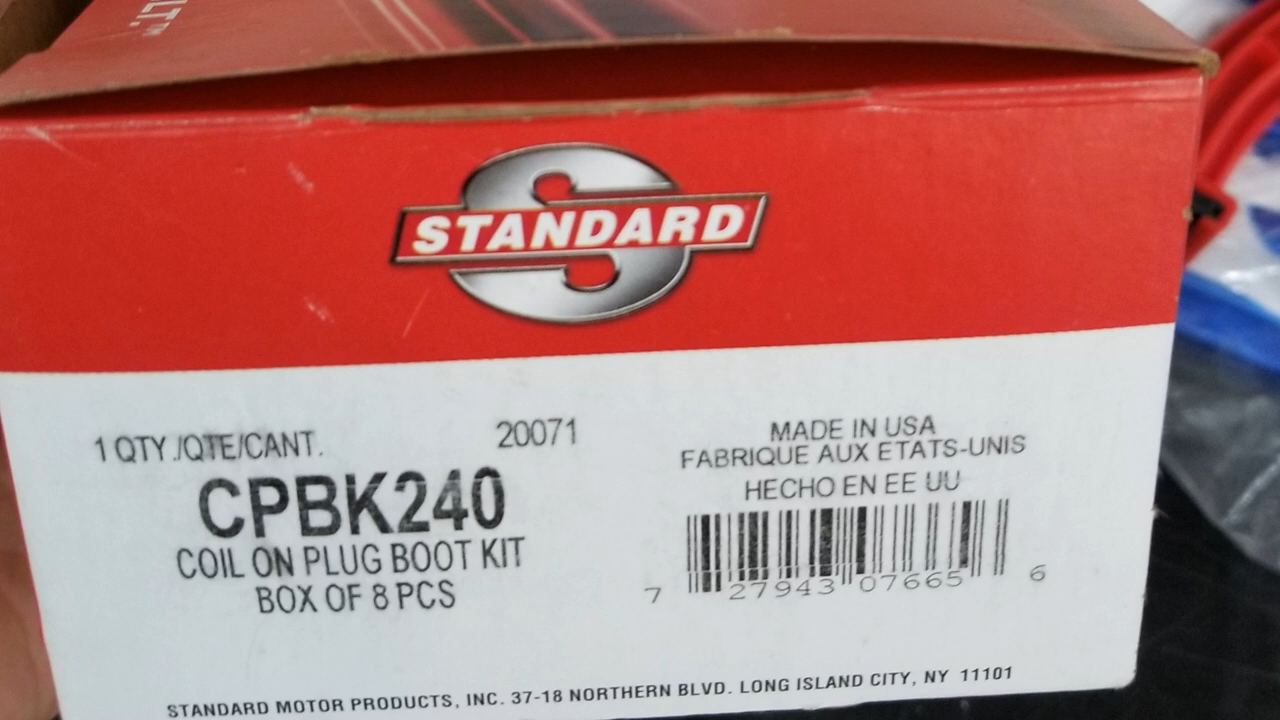 LT.™
STANDARD
1 QTY./QTE/CANT. 20071
CPBK240
COIL ON PLUG BOOT KIT
BOX OF 8 PCS
MADE IN USA
FABRIQUE AUX ETATS-UNIS
HECHO EN EE UU
7 27943 07665 6
STANDARD MOTOR PRODUCTS, INC. 37-18 NORTHERN BLVD. LONG ISLAND CITY, NY 11101